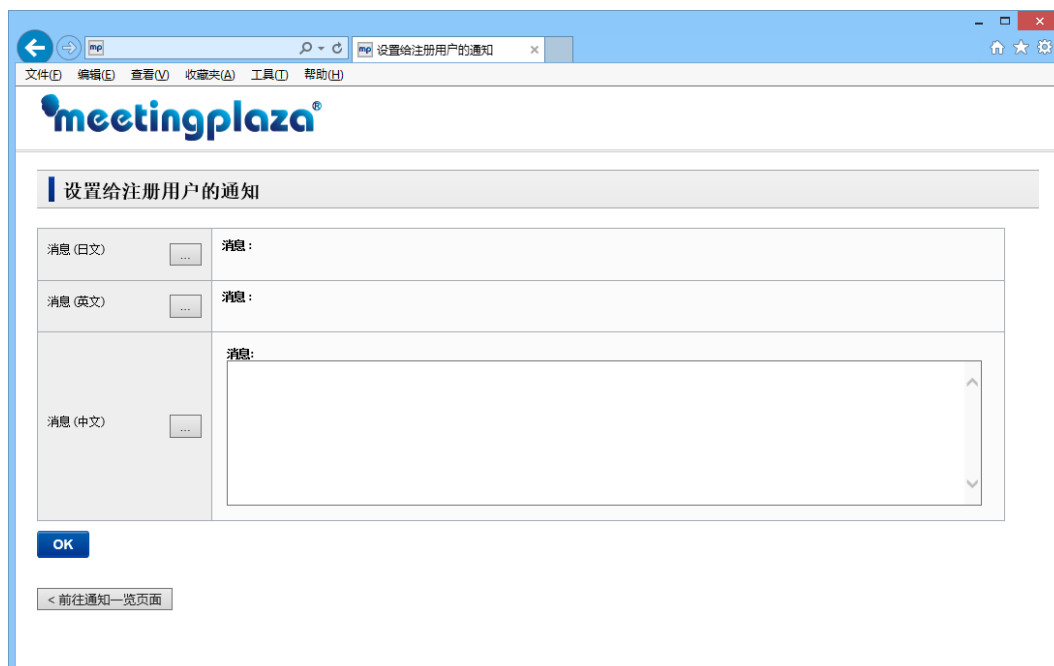 mp
mp 设置给注册用户的通知
文件(F) 编辑(E) 查看(V) 收藏夹(A) 工具(T) 帮助(H)
meetingplaza®
设置给注册用户的通知
消息 (日文) ... 消息：
消息 (英文) ... 消息：
消息:
消息 (中文) ...
OK
< 前往通知一览页面